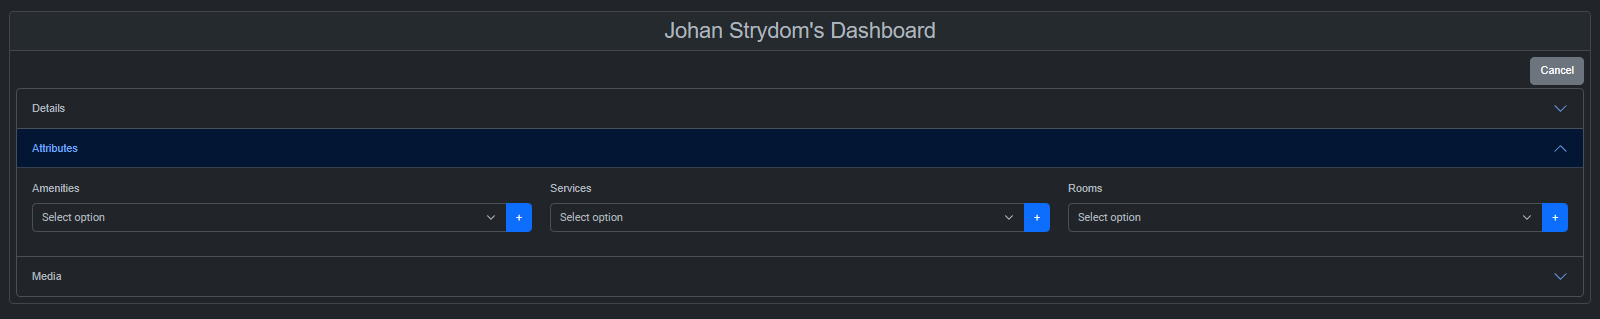 Johan Strydom's Dashboard
Cancel
Details
Attributes
Amenities Services Rooms
Select option + Select option + Select option +
Media